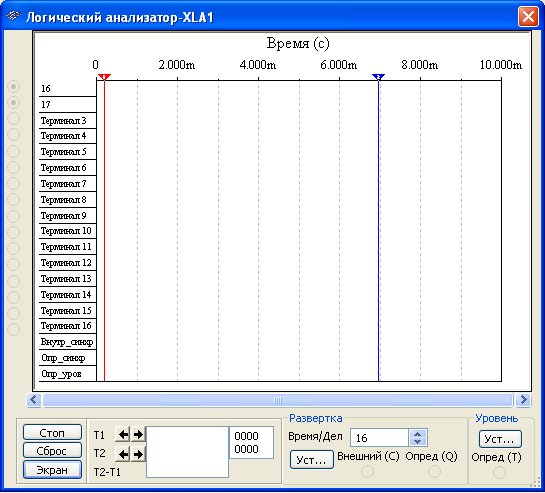 Логический анализатор-XLA1
Время (с)
0 2.000m 4.000m 6.000m 8.000m 10.000m
16
17
Терминал 3
Терминал 4
Терминал 5
Терминал 6
Терминал 7
Терминал 8
Терминал 9
Терминал 10
Терминал 11
Терминал 12
Терминал 13
Терминал 14
Терминал 15
Терминал 16
Внутр_синхр
Опр_синхр
Опр_уров
Стоп
Сброс
Экран
T1
T2
T2-T1
0000
0000
Развертка
Время/Дел 16
Уст... Внешний (C) Опред (Q)
Уровень
Уст...
Опред (T)